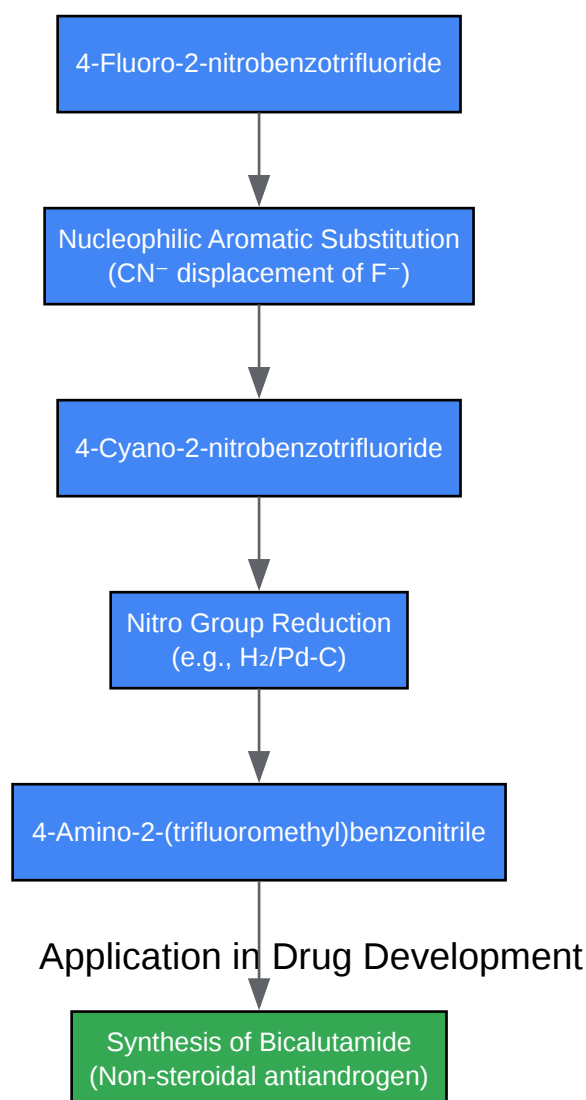 4-Fluoro-2-nitrobenzotrifluoride
Nucleophilic Aromatic Substitution
(CN⁻ displacement of F⁻)
4-Cyano-2-nitrobenzotrifluoride
Nitro Group Reduction
(e.g., H₂/Pd-C)
4-Amino-2-(trifluoromethyl)benzonitrile
Application in Drug Development
Synthesis of Bicalutamide
(Non-steroidal antiandrogen)